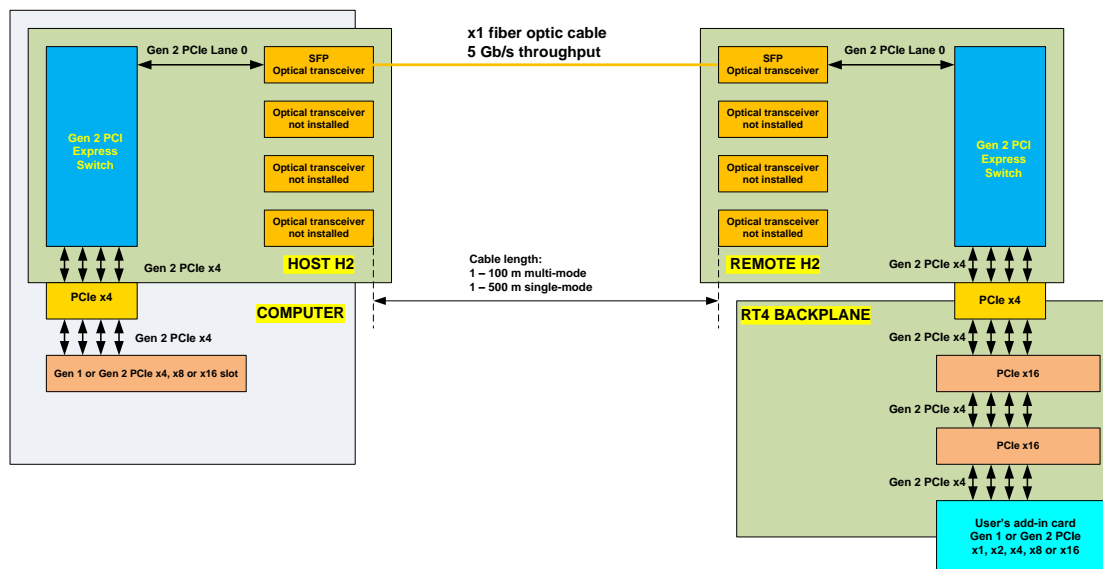 x1 fiber optic cable
5 Gb/s throughput
Gen 2 PCIe Lane 0
SFP
Optical transceiver
Optical transceiver
not installed
Optical transceiver
not installed
Optical transceiver
not installed
Gen 2 PCI
Express
Switch
Gen 2 PCIe x4
HOST H2
PCIe x4
COMPUTER
Gen 2 PCIe x4
Gen 1 or Gen 2 PCIe x4, x8 or x16 slot
Cable length:
1 – 100 m multi-mode
1 – 500 m single-mode
SFP
Optical transceiver
Gen 2 PCIe Lane 0
Optical transceiver
not installed
Optical transceiver
not installed
Optical transceiver
not installed
Gen 2 PCI
Express
Switch
REMOTE H2
Gen 2 PCIe x4
PCIe x4
RT4 BACKPLANE
Gen 2 PCIe x4
PCIe x16
Gen 2 PCIe x4
PCIe x16
Gen 2 PCIe x4
User's add-in card
Gen 1 or Gen 2 PCIe
x1, x2, x4, x8 or x16